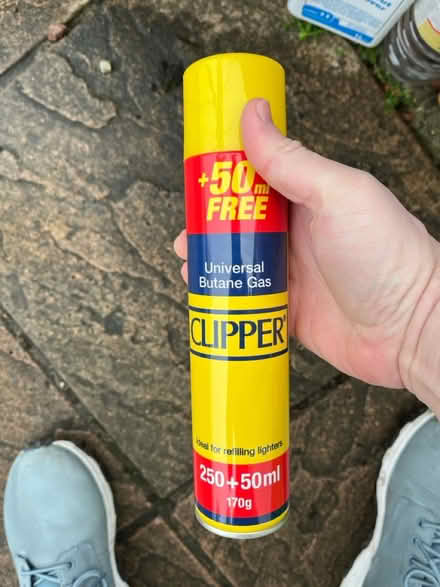 +50ml
FREE
Universal
Butane Gas
CLIPPER®
ideal for refilling lighters
250+50ml
170g